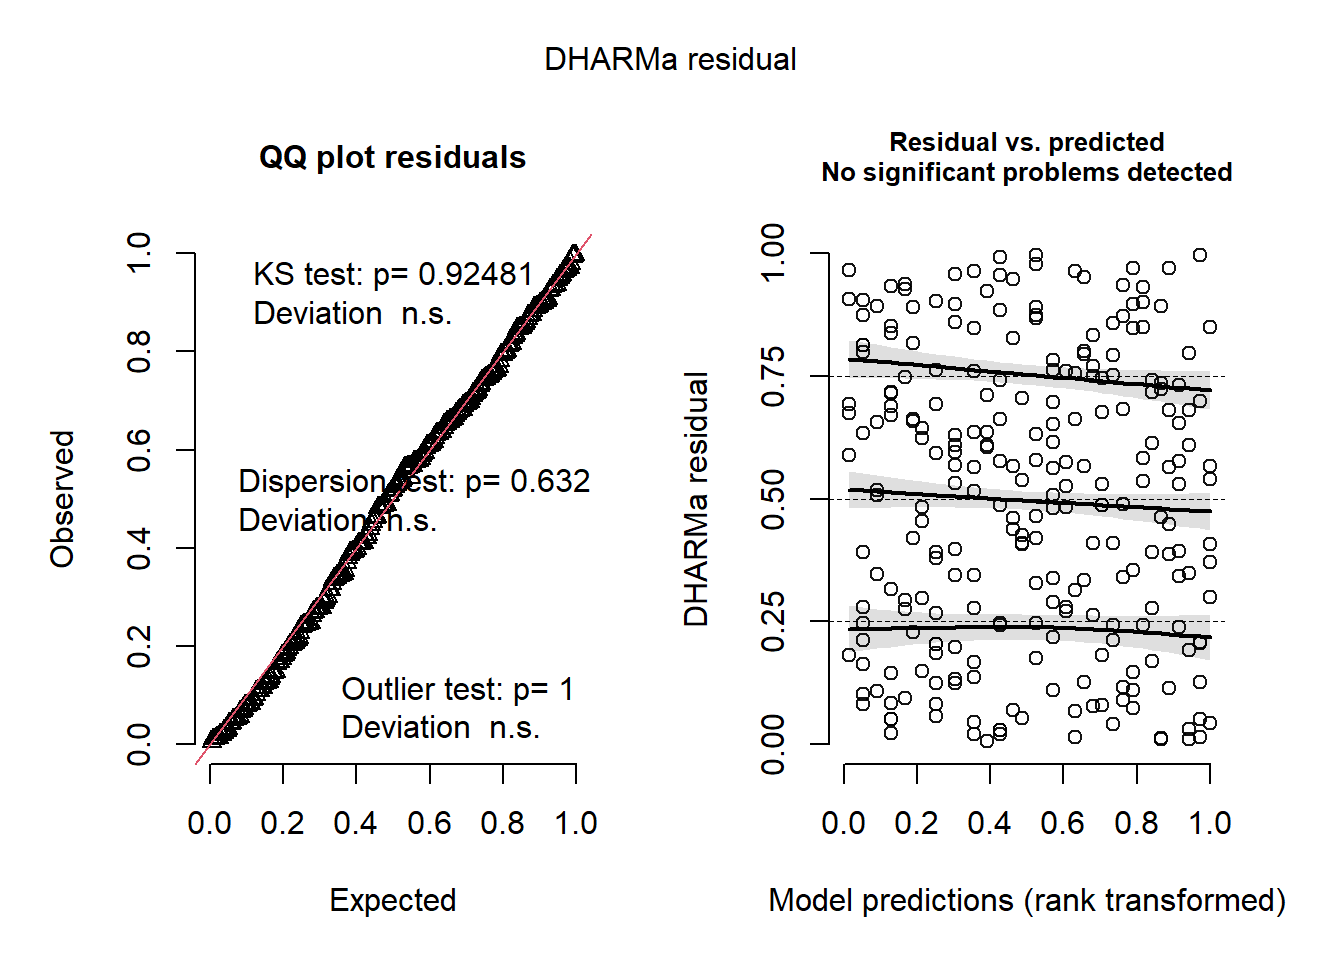 DHARMa residual
QQ plot residuals
KS test: p= 0.92481
Deviation  n.s.
Dispersion test: p= 0.632
Deviation n.s.
Outlier test: p= 1
Deviation  n.s.
Observed
0.0 0.2 0.4 0.6 0.8 1.0
0.0 0.2 0.4 0.6 0.8 1.0
Expected
Residual vs. predicted
No significant problems detected
DHARMa residual
0.00 0.25 0.50 0.75 1.00
0.0 0.2 0.4 0.6 0.8 1.0
Model predictions (rank transformed)